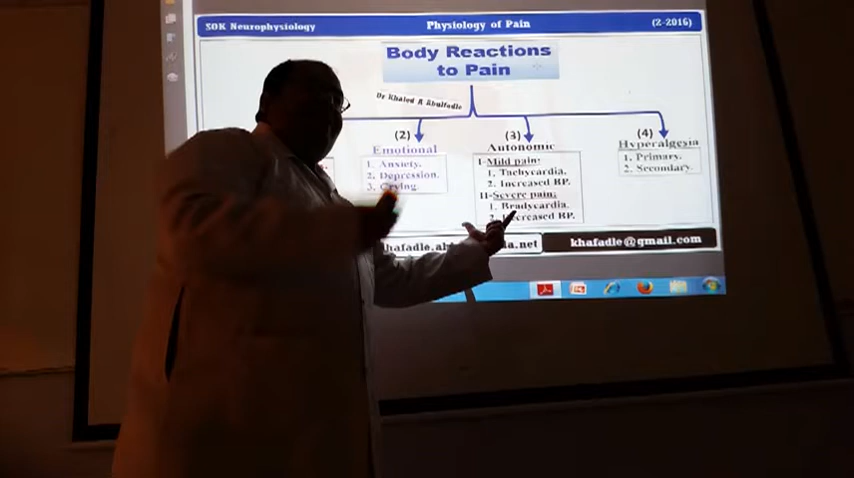 SOK Neurophysiology
Physiology of Pain
(2-2016)
Body Reactions
to Pain
Dr Khaled A Abulfadle
(2)
Emotional
1. Anxiety.
2. Depression.
3. Crying.
(3)
Autonomic
I-Mild pain:
1. Tachycardia.
2. Increased BP.
II-Severe pain:
1. Bradycardia.
2. Decreased BP.
(4)
Hyperalgesia
1. Primary.
2. Secondary.
khafadle@gmail.com